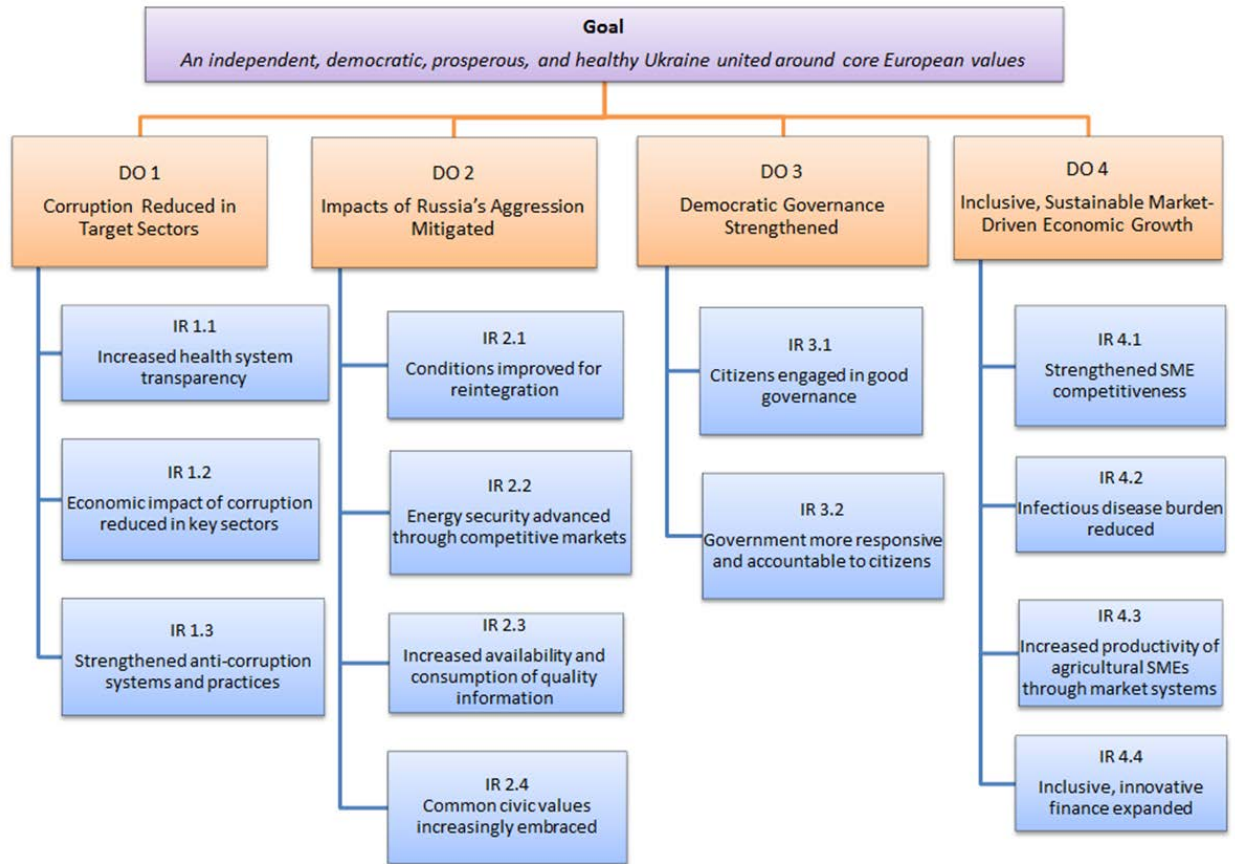 Goal
An independent, democratic, prosperous, and healthy Ukraine united around core European values
DO 1
Corruption Reduced in
Target Sectors
IR 1.1
Increased health system
transparency
IR 1.2
Economic impact of corruption
reduced in key sectors
IR 1.3
Strengthened anti-corruption
systems and practices
DO 2
Impacts of Russia's Aggression
Mitigated
IR 2.1
Conditions improved for
reintegration
IR 2.2
Energy security advanced
through competitive markets
IR 2.3
Increased availability and
consumption of quality
information
IR 2.4
Common civic values
increasingly embraced
DO 3
Democratic Governance
Strengthened
IR 3.1
Citizens engaged in good
governance
IR 3.2
Government more responsive
and accountable to citizens
DO 4
Inclusive, Sustainable Market-
Driven Economic Growth
IR 4.1
Strengthened SME
competitiveness
IR 4.2
Infectious disease burden
reduced
IR 4.3
Increased productivity of
agricultural SMEs
through market systems
IR 4.4
Inclusive, innovative
finance expanded